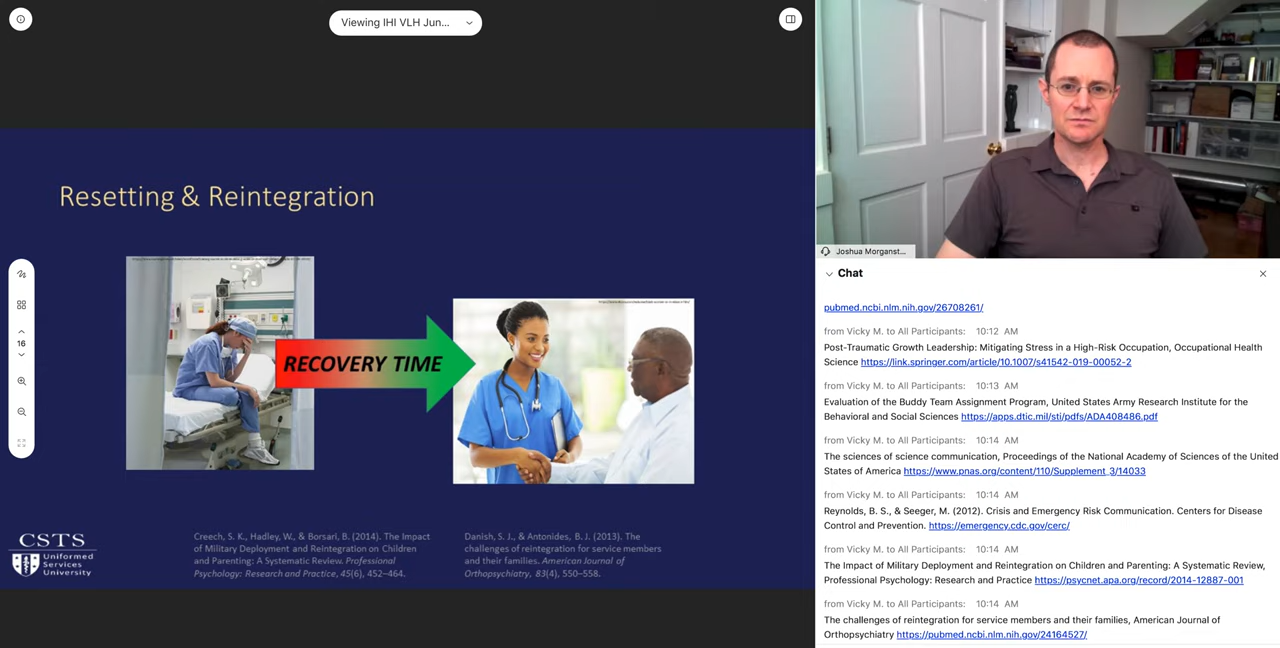 Viewing IHI VLH Jun...
Resetting & Reintegration
RECOVERY TIME
16
CSTS
Uniformed
Services
University
Creech, S. K., Hadley, W., & Borsari, B. (2014). The Impact
of Military Deployment and Reintegration on Children
and Parenting: A Systematic Review. Professional
Psychology: Research and Practice, 45(6), 452–464.
Danish, S. J., & Antonides, B. J. (2013). The
challenges of reintegration for service members
and their families. American Journal of
Orthopsychiatry, 83(4), 550–558.
Joshua Morganst...
Chat
pubmed.ncbi.nlm.nih.gov/26708261/
from Vicky M. to All Participants: 10:12 AM
Post-Traumatic Growth Leadership: Mitigating Stress in a High-Risk Occupation, Occupational Health
Science https://link.springer.com/article/10.1007/s41542-019-00052-2
from Vicky M. to All Participants: 10:13 AM
Evaluation of the Buddy Team Assignment Program, United States Army Research Institute for the
Behavioral and Social Sciences https://apps.dtic.mil/sti/pdfs/ADA408486.pdf
from Vicky M. to All Participants: 10:14 AM
The sciences of science communication, Proceedings of the National Academy of Sciences of the United
States of America https://www.pnas.org/content/110/Supplement_3/14033
from Vicky M. to All Participants: 10:14 AM
Reynolds, B. S., & Seeger, M. (2012). Crisis and Emergency Risk Communication. Centers for Disease
Control and Prevention. https://emergency.cdc.gov/cerc/
from Vicky M. to All Participants: 10:14 AM
The Impact of Military Deployment and Reintegration on Children and Parenting: A Systematic Review,
Professional Psychology: Research and Practice https://psycnet.apa.org/record/2014-12887-001
from Vicky M. to All Participants: 10:14 AM
The challenges of reintegration for service members and their families, American Journal of
Orthopsychiatry https://pubmed.ncbi.nlm.nih.gov/24164527/